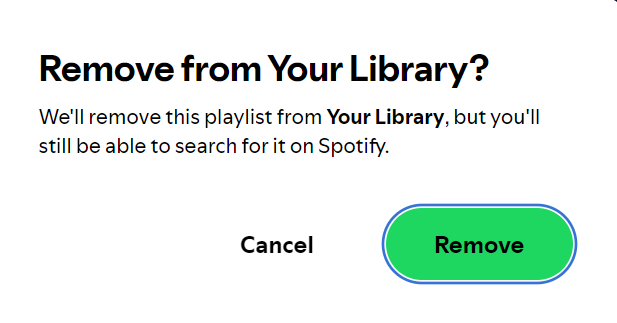 Remove from Your Library?
We'll remove this playlist from Your Library, but you'll
still be able to search for it on Spotify.
Cancel Remove